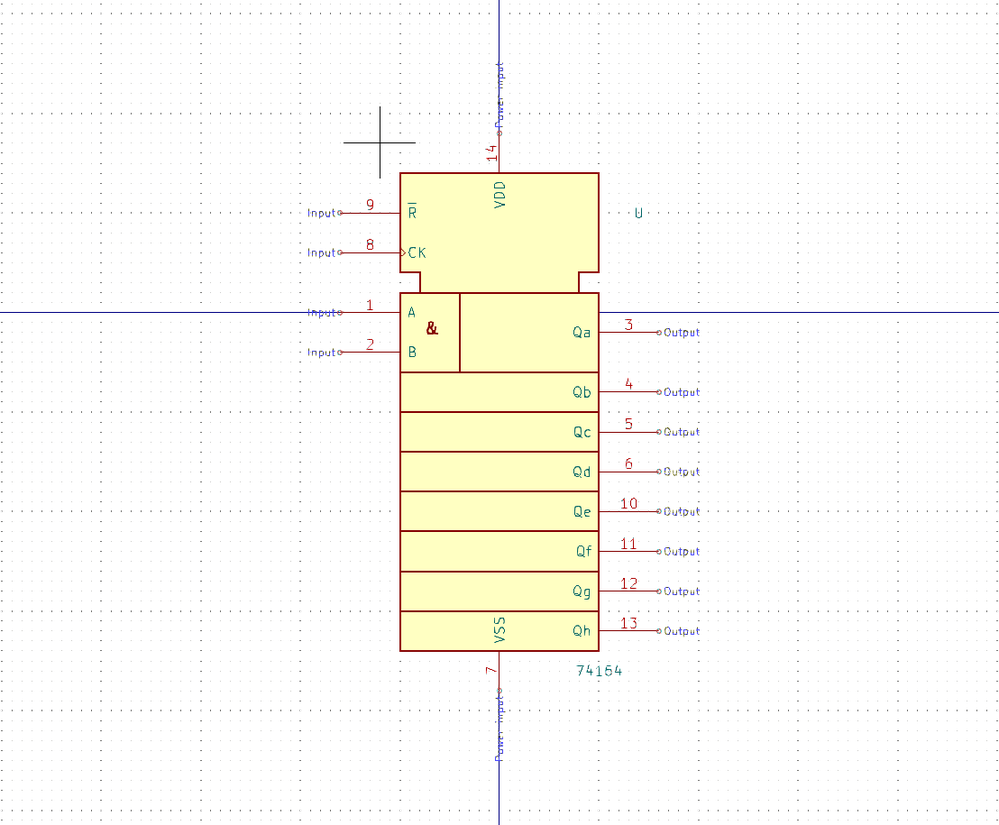 Power input
14
VDD
Input 9 R̅ U
Input 8 CK
Input 1 A
&
Qa 3 Output
Input 2 B
Qb 4 Output
Qc 5 Output
Qd 6 Output
Qe 10 Output
Qf 11 Output
Qg 12 Output
VSS
Qh 13 Output
7
74164
Power input